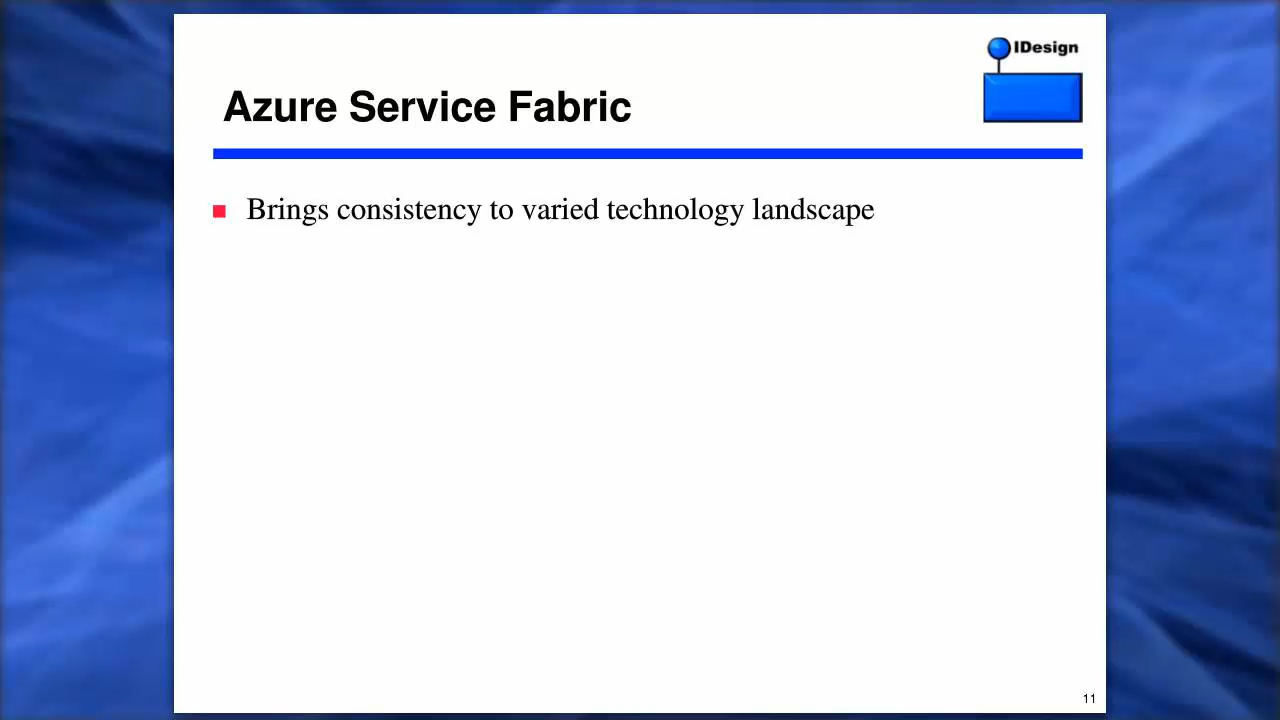 IDesign
Azure Service Fabric
Brings consistency to varied technology landscape
11